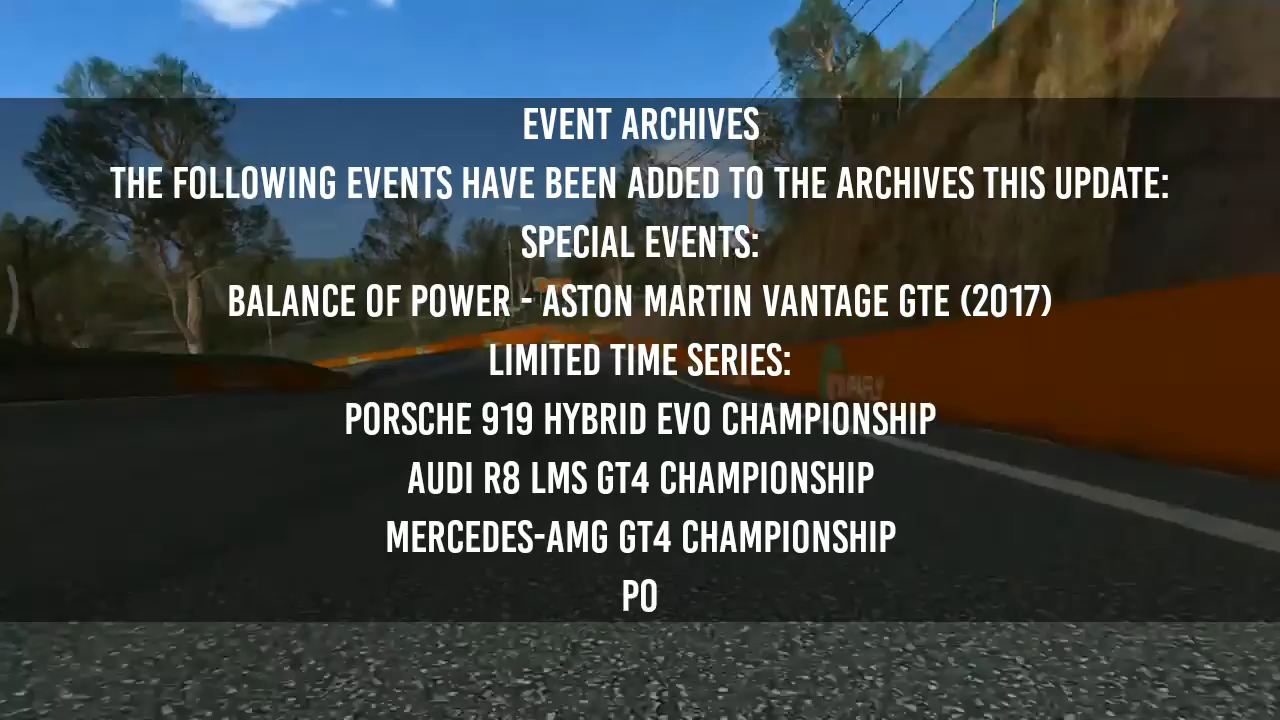 EVENT ARCHIVES
THE FOLLOWING EVENTS HAVE BEEN ADDED TO THE ARCHIVES THIS UPDATE:
SPECIAL EVENTS:
BALANCE OF POWER - ASTON MARTIN VANTAGE GTE (2017)
LIMITED TIME SERIES:
PORSCHE 919 HYBRID EVO CHAMPIONSHIP
AUDI R8 LMS GT4 CHAMPIONSHIP
MERCEDES-AMG GT4 CHAMPIONSHIP
PO